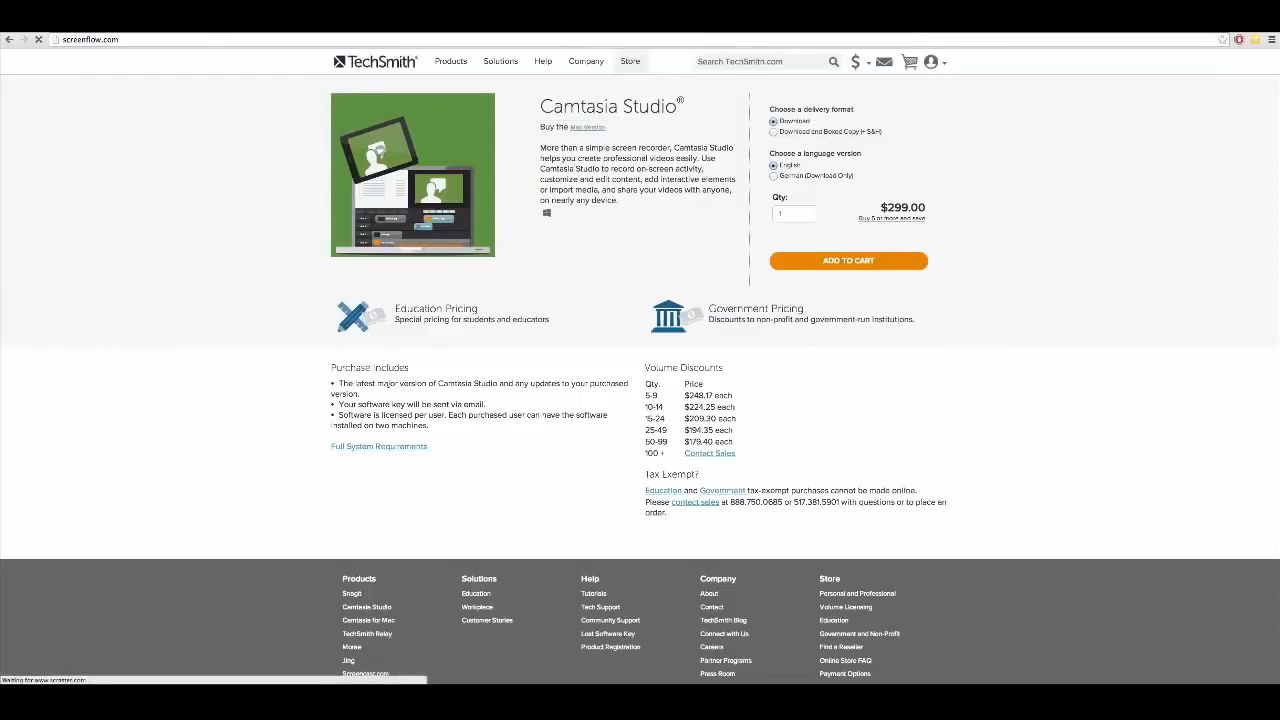 screenflow.com
TechSmith® Products Solutions Help Company Store Search TechSmith.com $
Camtasia Studio®
Buy the Mac Version
More than a simple screen recorder, Camtasia Studio
helps you create professional videos easily. Use
Camtasia Studio to record on-screen activity,
customize and edit content, add interactive elements
or import media, and share your videos with anyone,
on nearly any device.
Choose a delivery format
Download
Download and Boxed Copy (+ S&H)
Choose a language version
English
German (Download Only)
Qty:
1
$299.00
Buy 5 or more and save
ADD TO CART
Education Pricing
Special pricing for students and educators
Government Pricing
Discounts to non-profit and government-run institutions.
Purchase Includes
• The latest major version of Camtasia Studio and any updates to your purchased
version.
• Your software key will be sent via email.
• Software is licensed per user. Each purchased user can have the software
installed on two machines.
Full System Requirements
Volume Discounts
Qty. Price
5-9 $248.17 each
10-14 $224.25 each
15-24 $209.30 each
25-49 $194.35 each
50-99 $179.40 each
100 + Contact Sales
Tax Exempt?
Education and Government tax-exempt purchases cannot be made online.
Please contact sales at 888.750.0685 or 517.381.5901 with questions or to place an
order.
Products
Snagit
Camtasia Studio
Camtasia for Mac
TechSmith Relay
Morae
Jing
Screencast.com
Solutions
Education
Workplace
Customer Stories
Help
Tutorials
Tech Support
Community Support
Lost Software Key
Product Registration
Company
About
Contact
TechSmith Blog
Connect with Us
Careers
Partner Programs
Press Room
Store
Personal and Professional
Volume Licensing
Education
Government and Non-Profit
Find a Reseller
Online Store FAQ
Payment Options
Waiting for www.scraster.com...